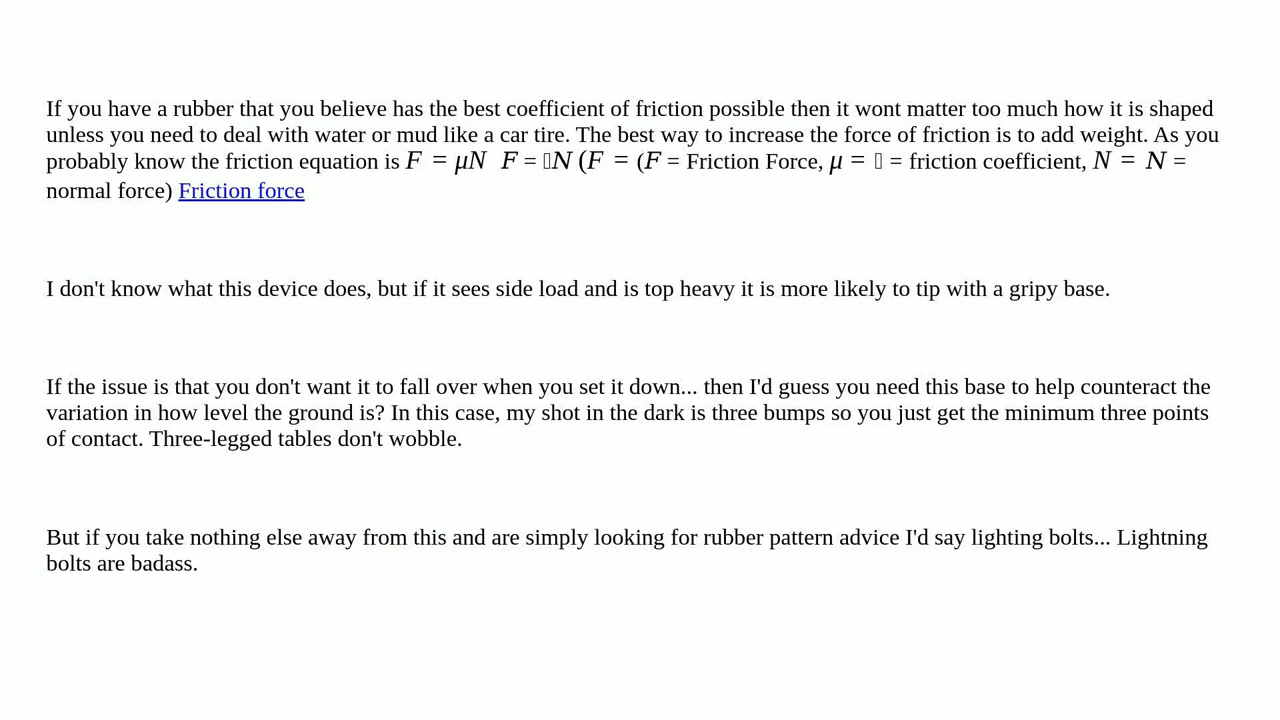 If you have a rubber that you believe has the best coefficient of friction possible then it wont matter too much how it is shaped
unless you need to deal with water or mud like a car tire. The best way to increase the force of friction is to add weight. As you
probably know the friction equation is F = μN F = 𝜇N (F = (F = Friction Force, μ = 𝜇 = friction coefficient, N = N =
normal force) Friction force
I don't know what this device does, but if it sees side load and is top heavy it is more likely to tip with a gripy base.
If the issue is that you don't want it to fall over when you set it down... then I'd guess you need this base to help counteract the
variation in how level the ground is? In this case, my shot in the dark is three bumps so you just get the minimum three points
of contact. Three-legged tables don't wobble.
But if you take nothing else away from this and are simply looking for rubber pattern advice I'd say lighting bolts... Lightning
bolts are badass.